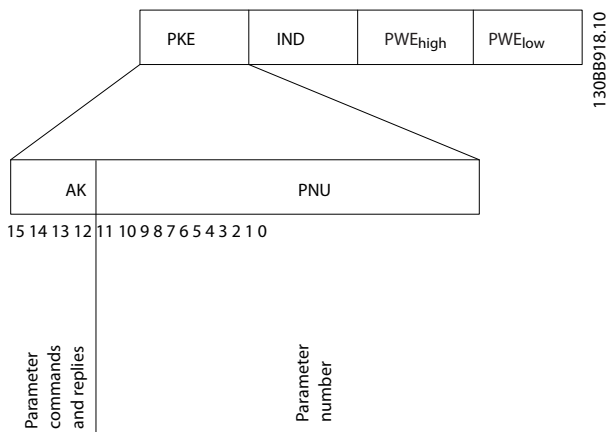 PKE IND PWEhigh PWElow
130BB918.10
AK PNU
15 14 13 12 11 10 9 8 7 6 5 4 3 2 1 0
Parameter
commands
and replies
Parameter
number